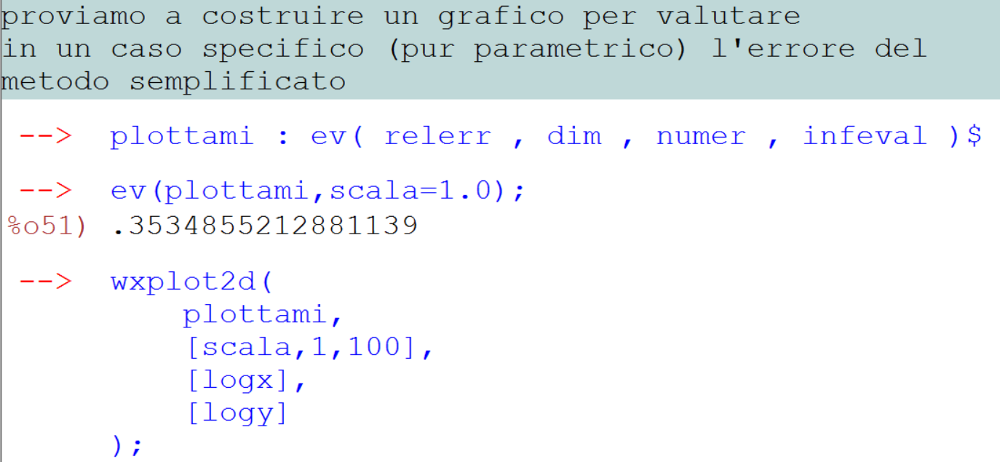 proviamo a costruire un grafico per valutare
in un caso specifico (pur parametrico) l'errore del
metodo semplificato
--> plottami : ev( relerr , dim , numer , infeval )$
--> ev(plottami,scala=1.0);
%o51) .3534855212881139
--> wxplot2d(
plottami,
[scala,1,100],
[logx],
[logy]
);